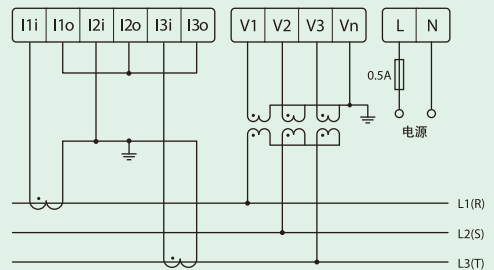 I1i I1o I2i I2o I3i I3o V1 V2 V3 Vn L N
0.5A
电源
L1(R)
L2(S)
L3(T)